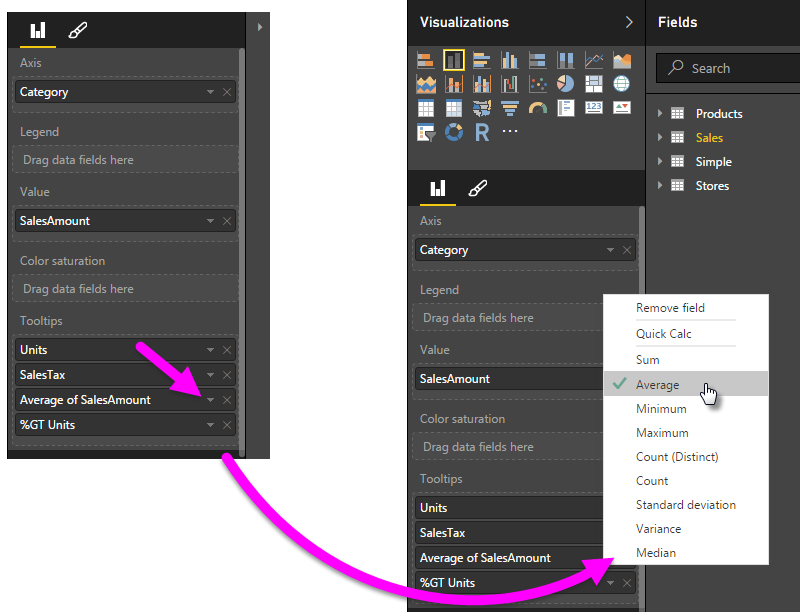 Axis
Category
Legend
Drag data fields here
Value
SalesAmount
Color saturation
Drag data fields here
Tooltips
Units
SalesTax
Average of SalesAmount
%GT Units
Visualizations
R
123
Axis
Category
Legend
Drag data fields here
Value
SalesAmount
Color saturation
Drag data fields here
Tooltips
Units
SalesTax
Average of SalesAmount
%GT Units
Remove field
Quick Calc
Sum
Average
Minimum
Maximum
Count (Distinct)
Count
Standard deviation
Variance
Median
Fields
Search
Products
Sales
Simple
Stores